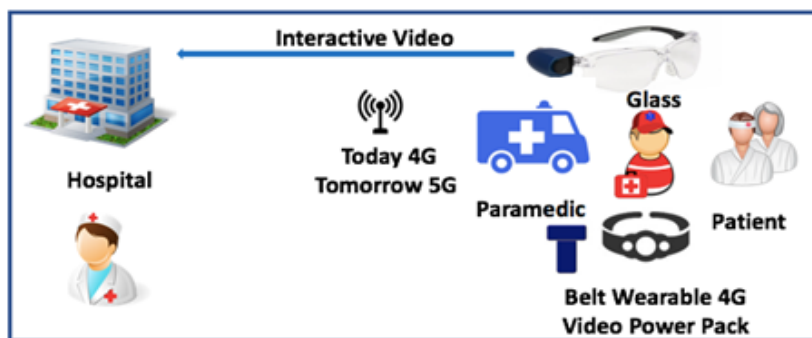 Interactive Video
Glass
Today 4G
Tomorrow 5G
Hospital
Paramedic
Patient
Belt Wearable 4G
Video Power Pack